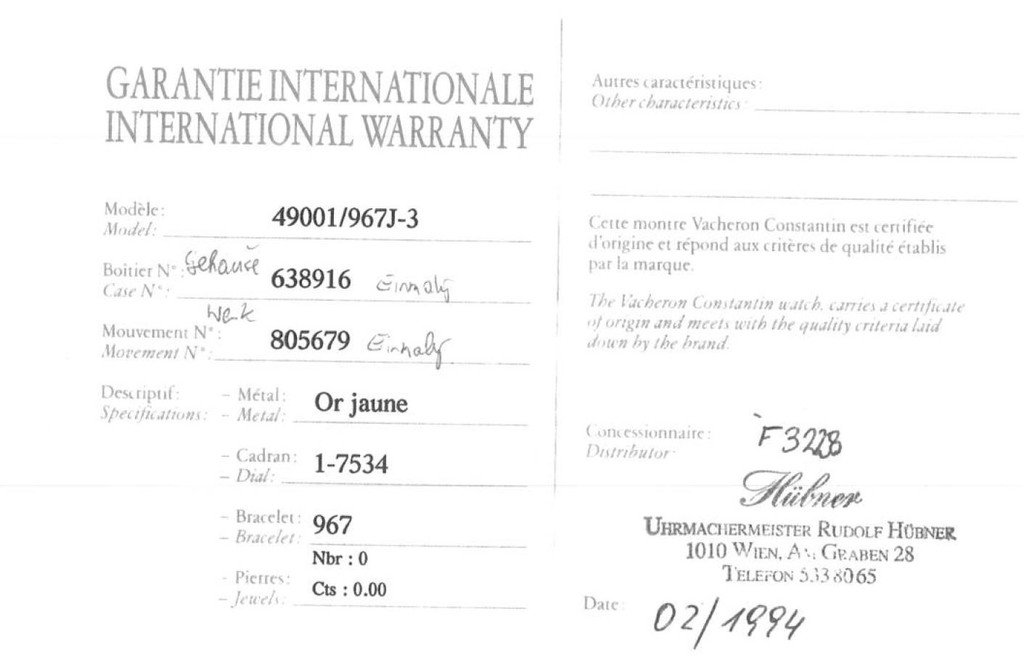 GARANTIE INTERNATIONALE
INTERNATIONAL WARRANTY
Modèle:
Model: 49001/967J-3
Gehäuse
Boîtier N°: 638916 Einmalig
Case N°:
Werk
Mouvement N°: 805679 Einmalig
Movement N°:
Descriptif: - Métal: Or jaune
Specifications: - Metal:
- Cadran: 1-7534
- Dial:
- Bracelet: 967
- Bracelet:
Nbr : 0
- Pierres: Cts : 0.00
- Jewels:
Autres caractéristiques:
Other characteristics:
Cette montre Vacheron Constantin est certifiée
d'origine et répond aux critères de qualité établis
par la marque.
The Vacheron Constantin watch, carries a certificate
of origin and meets with the quality criteria laid
down by the brand.
Concessionnaire: F3228
Distributor:
Hübner
UHRMACHERMEISTER RUDOLF HÜBNER
1010 WIEN, AM GRABEN 28
TELEFON 533 8065
Date: 02/1994